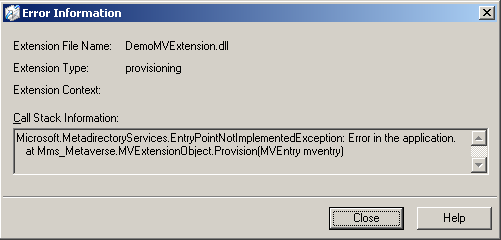 Error Information
Extension File Name: DemoMVExtension.dll
Extension Type: provisioning
Extension Context:
Call Stack Information:
Microsoft.MetadirectoryServices.EntryPointNotImplementedException: Error in the application.
at Mms_Metaverse.MVExtensionObject.Provision(MVEntry mventry)
Close
Help